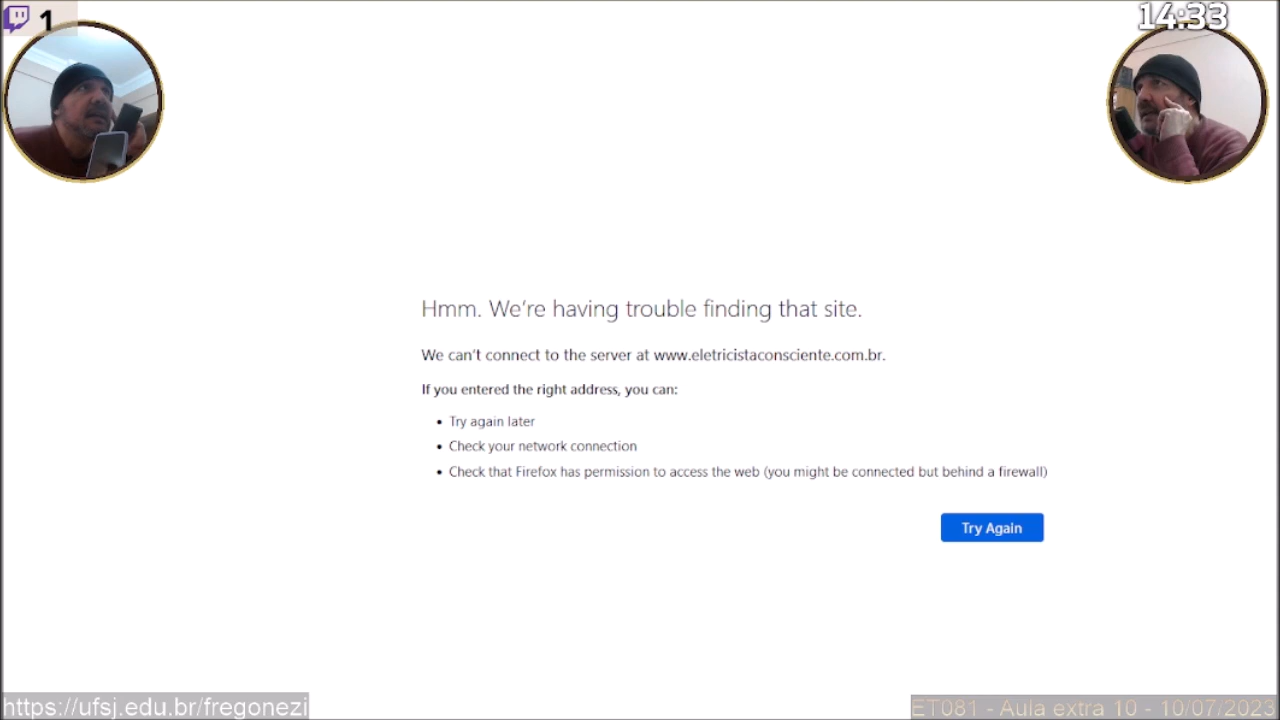 1
14:33
Hmm. We're having trouble finding that site.
We can't connect to the server at www.eletricistaconsciente.com.br.
If you entered the right address, you can:
• Try again later
• Check your network connection
• Check that Firefox has permission to access the web (you might be connected but behind a firewall)
Try Again
https://ufsj.edu.br/fregonezi
ET081 - Aula extra 10 - 10/07/2023